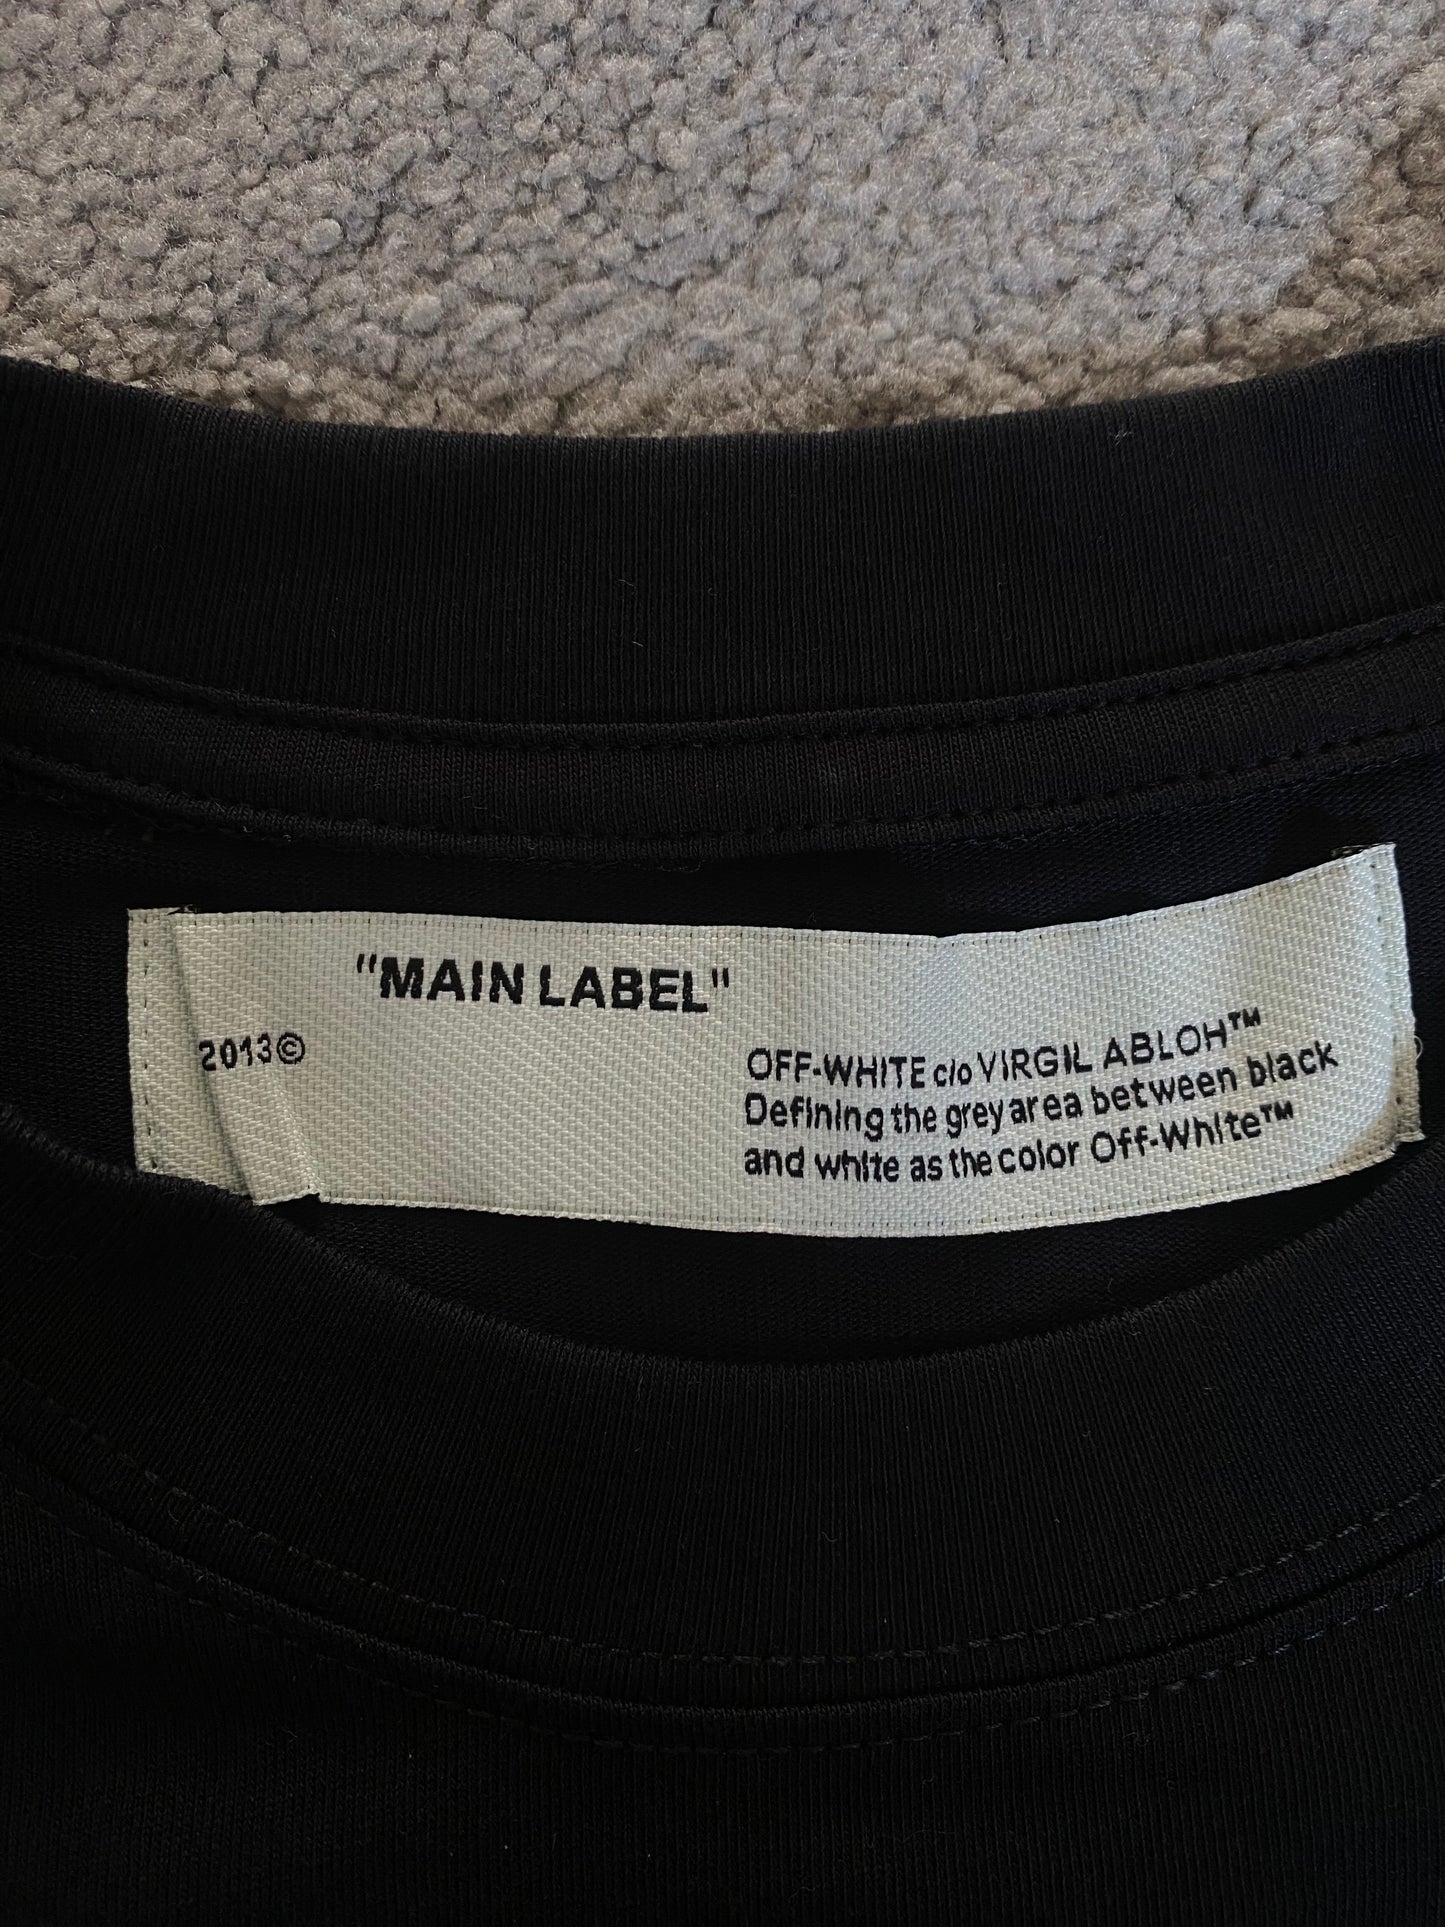 "MAIN LABEL"
2013©
OFF-WHITE c/o VIRGIL ABLOH™
Defining the grey area between black
and white as the color Off-White™